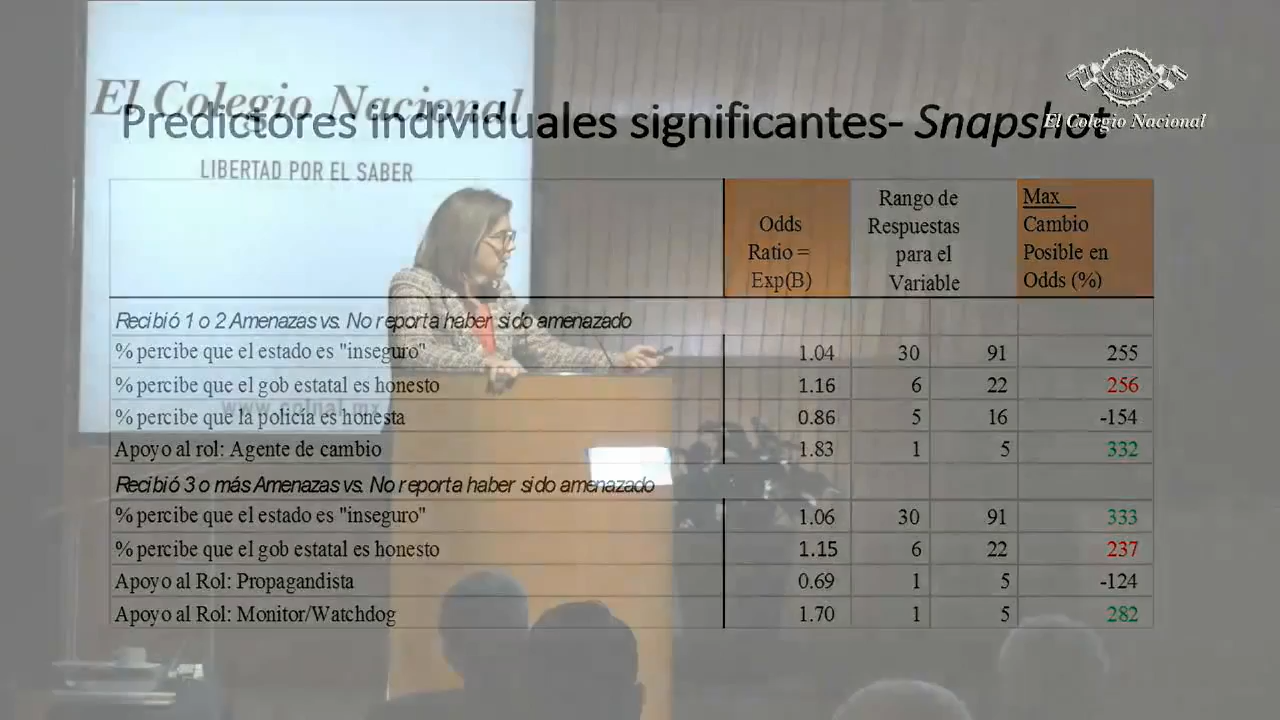 El Colegio Nacional
Predictores individuales significantes- Snapshot
El Colegio Nacional
LIBERTAD POR EL SABER
Odds Ratio = Exp(B)
Rango de Respuestas para el Variable
Max Cambio Posible en Odds (%)
Recibió 1 o 2 Amenazas vs. No reporta haber sido amenazado
% percibe que el estado es "inseguro" 1.04 30 91 255
% percibe que el gob estatal es honesto 1.16 6 22 256
www.colnal.mx
% percibe que la policía es honesta 0.86 5 16 -154
Apoyo al rol: Agente de cambio 1.83 1 5 332
Recibió 3 o más Amenazas vs. No reporta haber sido amenazado
% percibe que el estado es "inseguro" 1.06 30 91 333
% percibe que el gob estatal es honesto 1.15 6 22 237
Apoyo al Rol: Propagandista 0.69 1 5 -124
Apoyo al Rol: Monitor/Watchdog 1.70 1 5 282